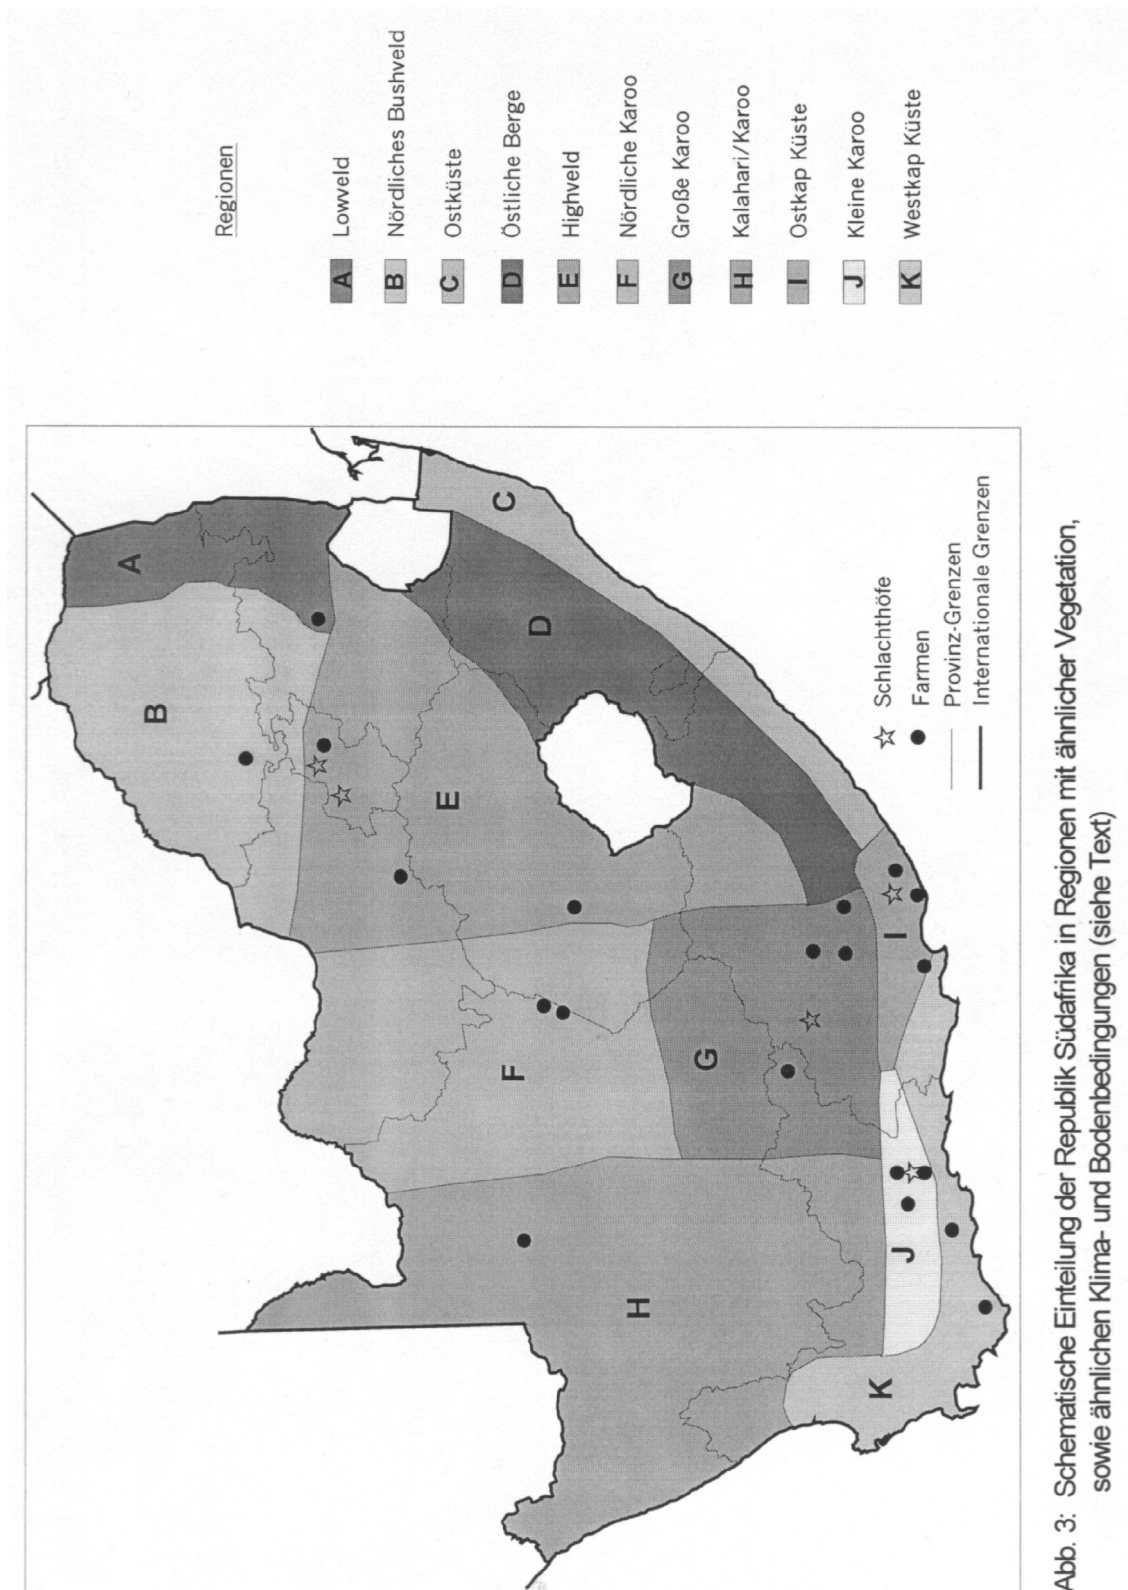 Regionen
A Lowveld
B Nördliches Bushveld
C Ostküste
D Östliche Berge
E Highveld
F Nördliche Karoo
G Große Karoo
H Kalahari/Karoo
I Ostkap Küste
J Kleine Karoo
K Westkap Küste
A
B
C
D
E
F
G
H
I
J
K
Schlachthöfe
Farmen
Provinz-Grenzen
Internationale Grenzen
Abb. 3: Schematische Einteilung der Republik Südafrika in Regionen mit ähnlicher Vegetation,
sowie ähnlichen Klima- und Bodenbedingungen (siehe Text)